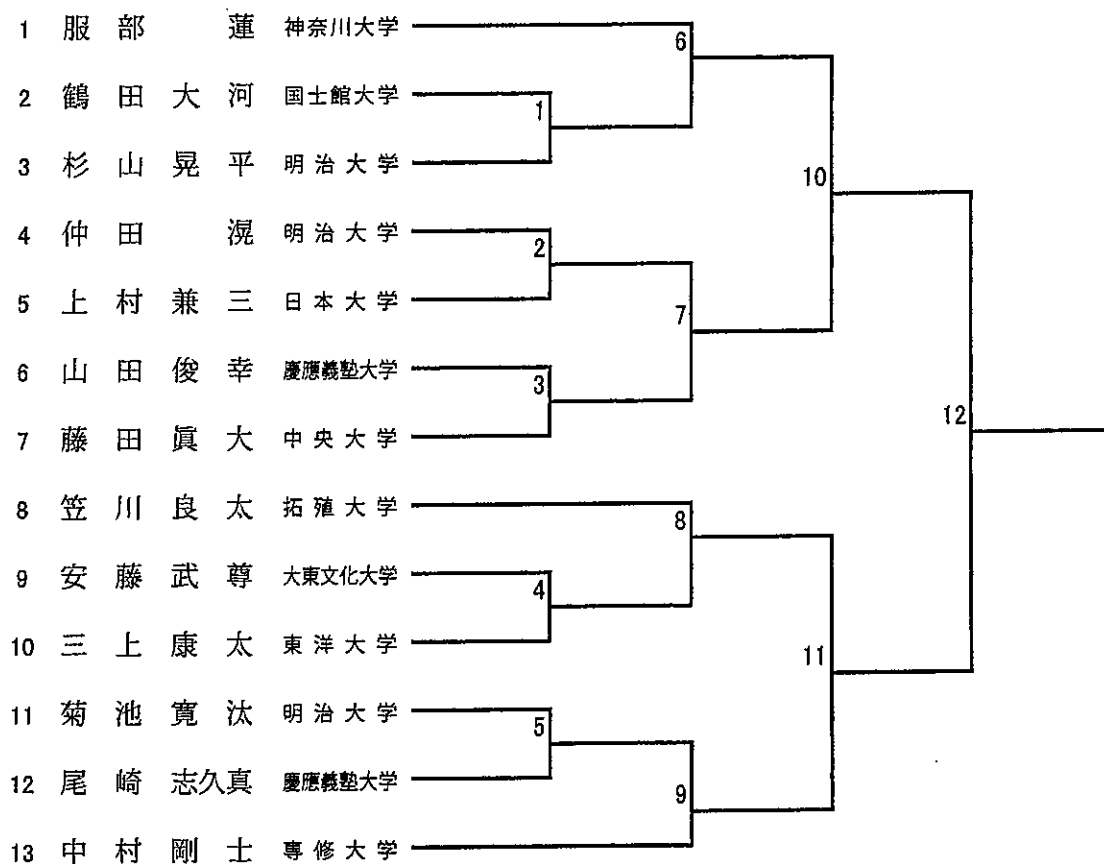 1 服部 蓮 神奈川大学
6
2 鶴田大河 国士館大学
1
3 杉山晃平 明治大学
10
4 仲田 滉 明治大学
2
5 上村兼三 日本大学
7
6 山田俊幸 慶應義塾大学
3
7 藤田眞大 中央大学
12
8 笠川良太 拓殖大学
8
9 安藤武尊 大東文化大学
4
10 三上康太 東洋大学
11
11 菊池寛汰 明治大学
5
12 尾崎志久真 慶應義塾大学
9
13 中村剛士 専修大学